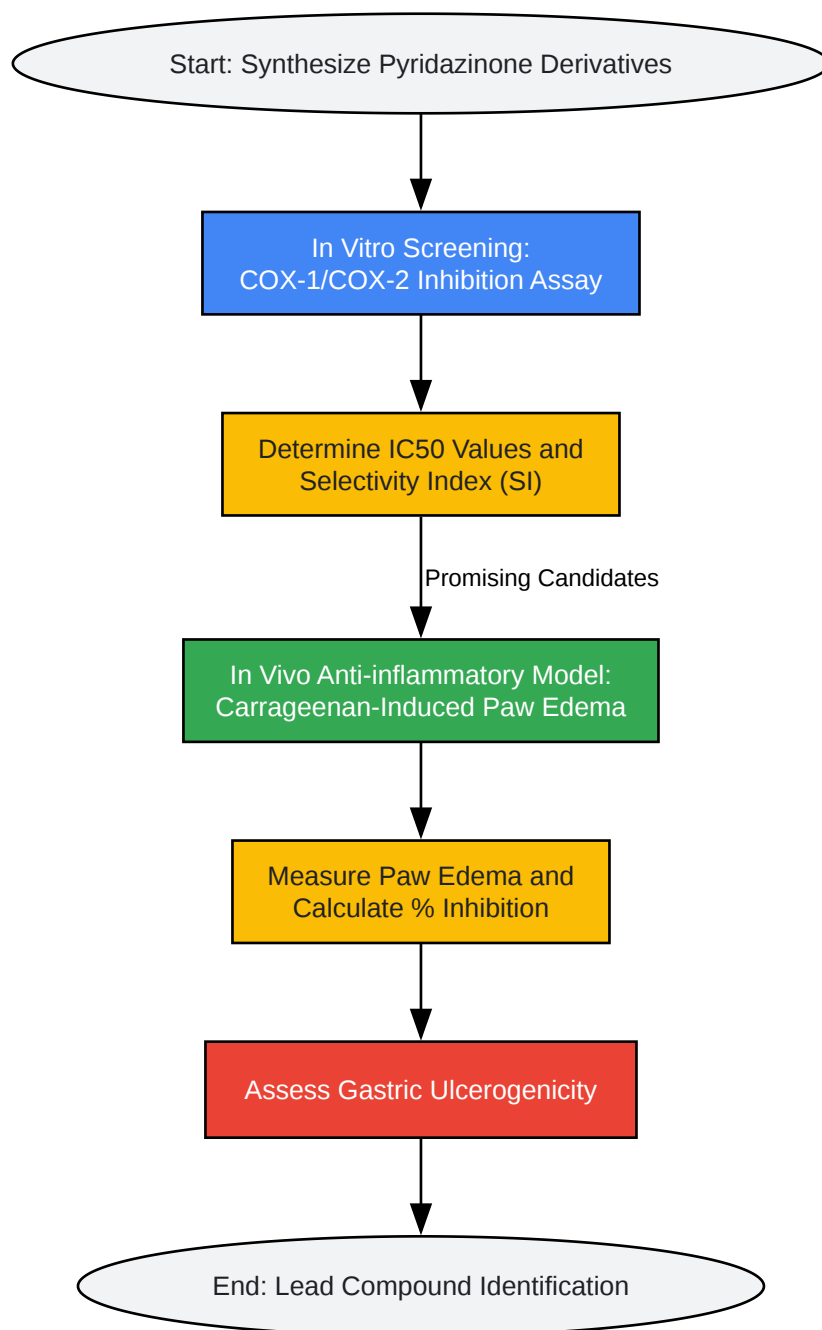 Start: Synthesize Pyridazinone Derivatives
In Vitro Screening:
COX-1/COX-2 Inhibition Assay
Determine IC50 Values and
Selectivity Index (SI)
Promising Candidates
In Vivo Anti-inflammatory Model:
Carrageenan-Induced Paw Edema
Measure Paw Edema and
Calculate % Inhibition
Assess Gastric Ulcerogenicity
End: Lead Compound Identification